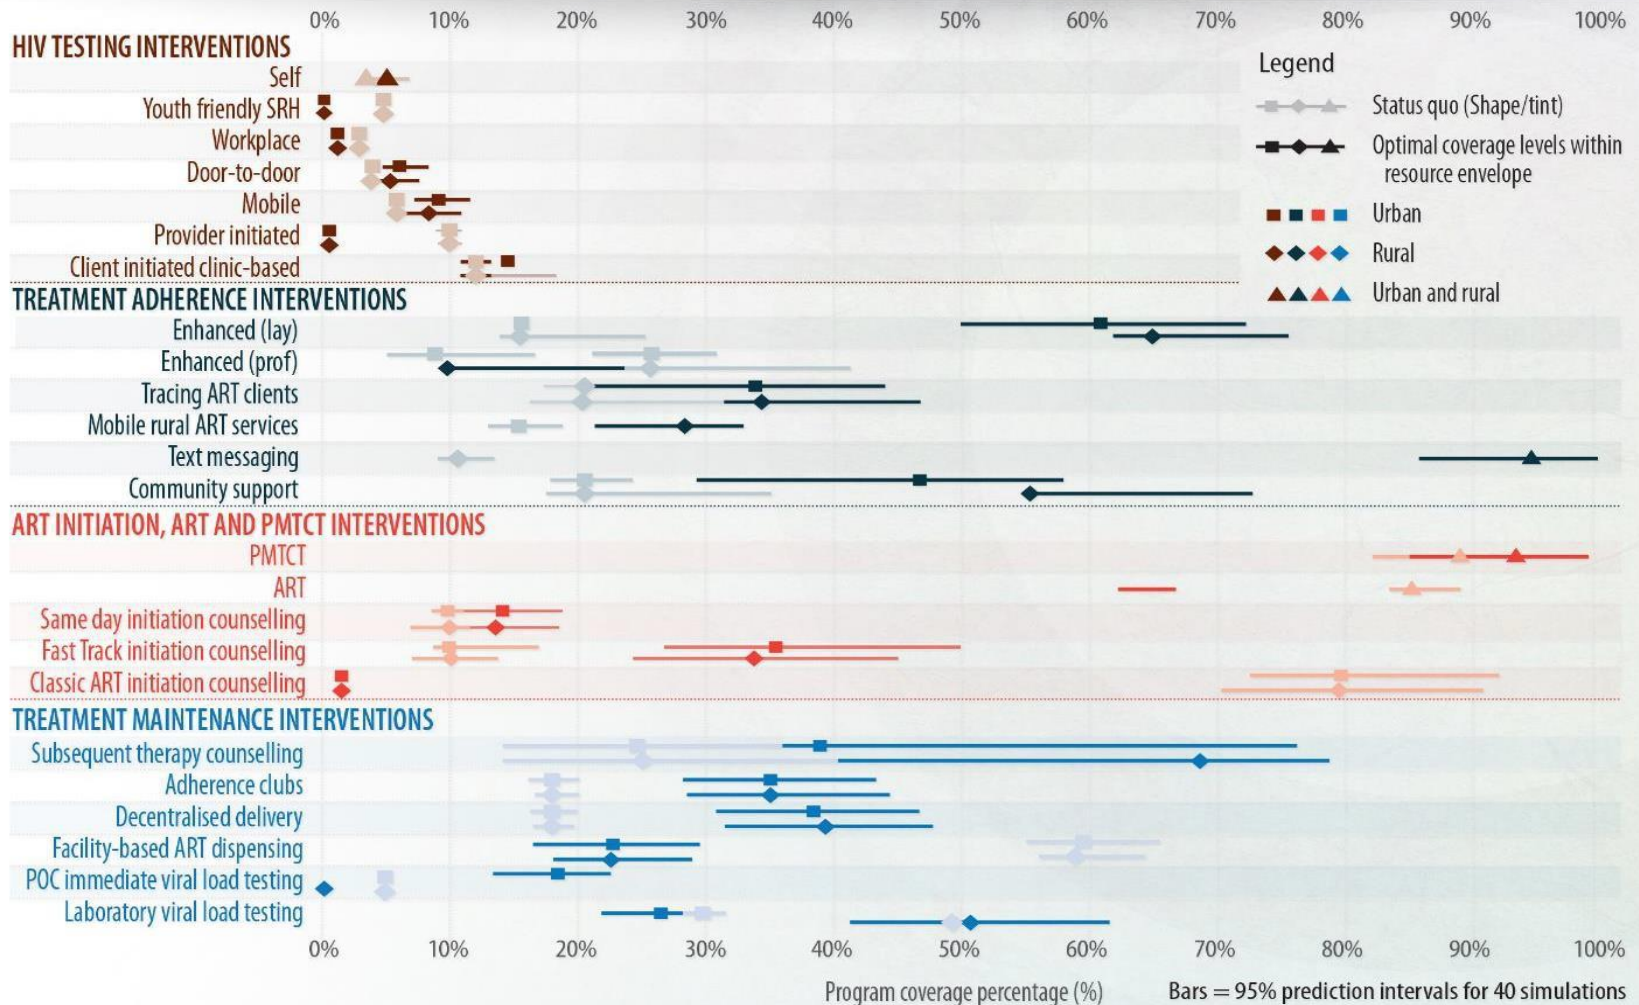 0% 10% 20% 30% 40% 50% 60% 70% 80% 90% 100%
HIV TESTING INTERVENTIONS
Self
Youth friendly SRH
Workplace
Door-to-door
Mobile
Provider initiated
Client initiated clinic-based
Legend
Status quo (Shape/tint)
Optimal coverage levels within
resource envelope
Urban
Rural
Urban and rural
TREATMENT ADHERENCE INTERVENTIONS
Enhanced (lay)
Enhanced (prof)
Tracing ART clients
Mobile rural ART services
Text messaging
Community support
ART INITIATION, ART AND PMTCT INTERVENTIONS
PMTCT
ART
Same day initiation counselling
Fast Track initiation counselling
Classic ART initiation counselling
TREATMENT MAINTENANCE INTERVENTIONS
Subsequent therapy counselling
Adherence clubs
Decentralised delivery
Facility-based ART dispensing
POC immediate viral load testing
Laboratory viral load testing
0% 10% 20% 30% 40% 50% 60% 70% 80% 90% 100%
Program coverage percentage (%)
Bars = 95% prediction intervals for 40 simulations